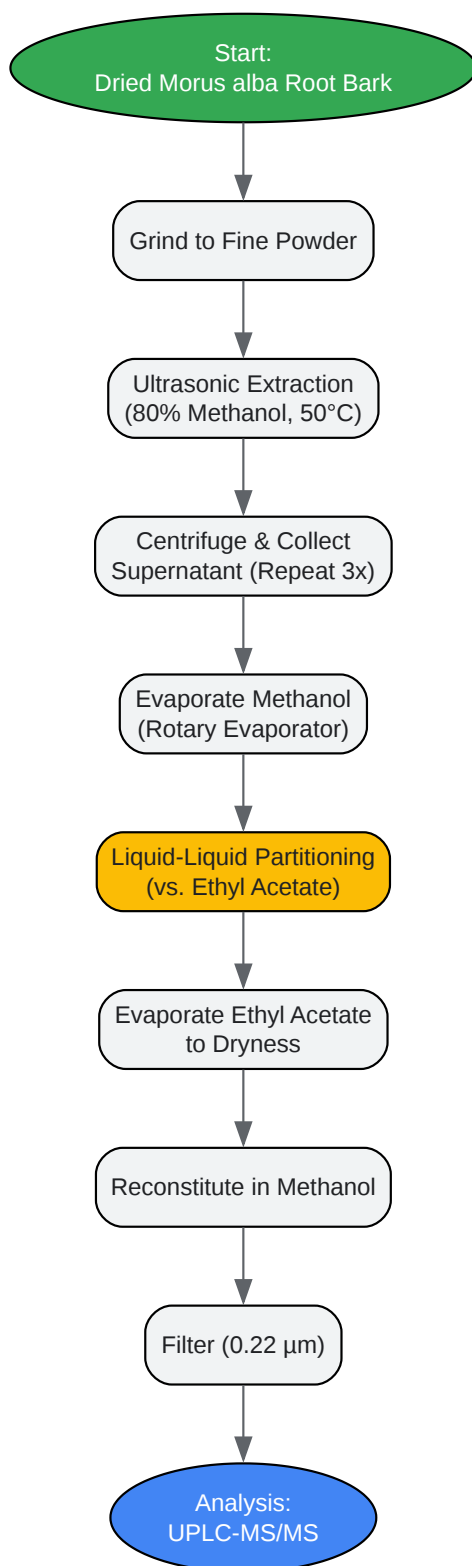 Start:
Dried Morus alba Root Bark
Grind to Fine Powder
Ultrasonic Extraction
(80% Methanol, 50°C)
Centrifuge & Collect
Supernatant (Repeat 3x)
Evaporate Methanol
(Rotary Evaporator)
Liquid-Liquid Partitioning
(vs. Ethyl Acetate)
Evaporate Ethyl Acetate
to Dryness
Reconstitute in Methanol
Filter (0.22 µm)
Analysis:
UPLC-MS/MS